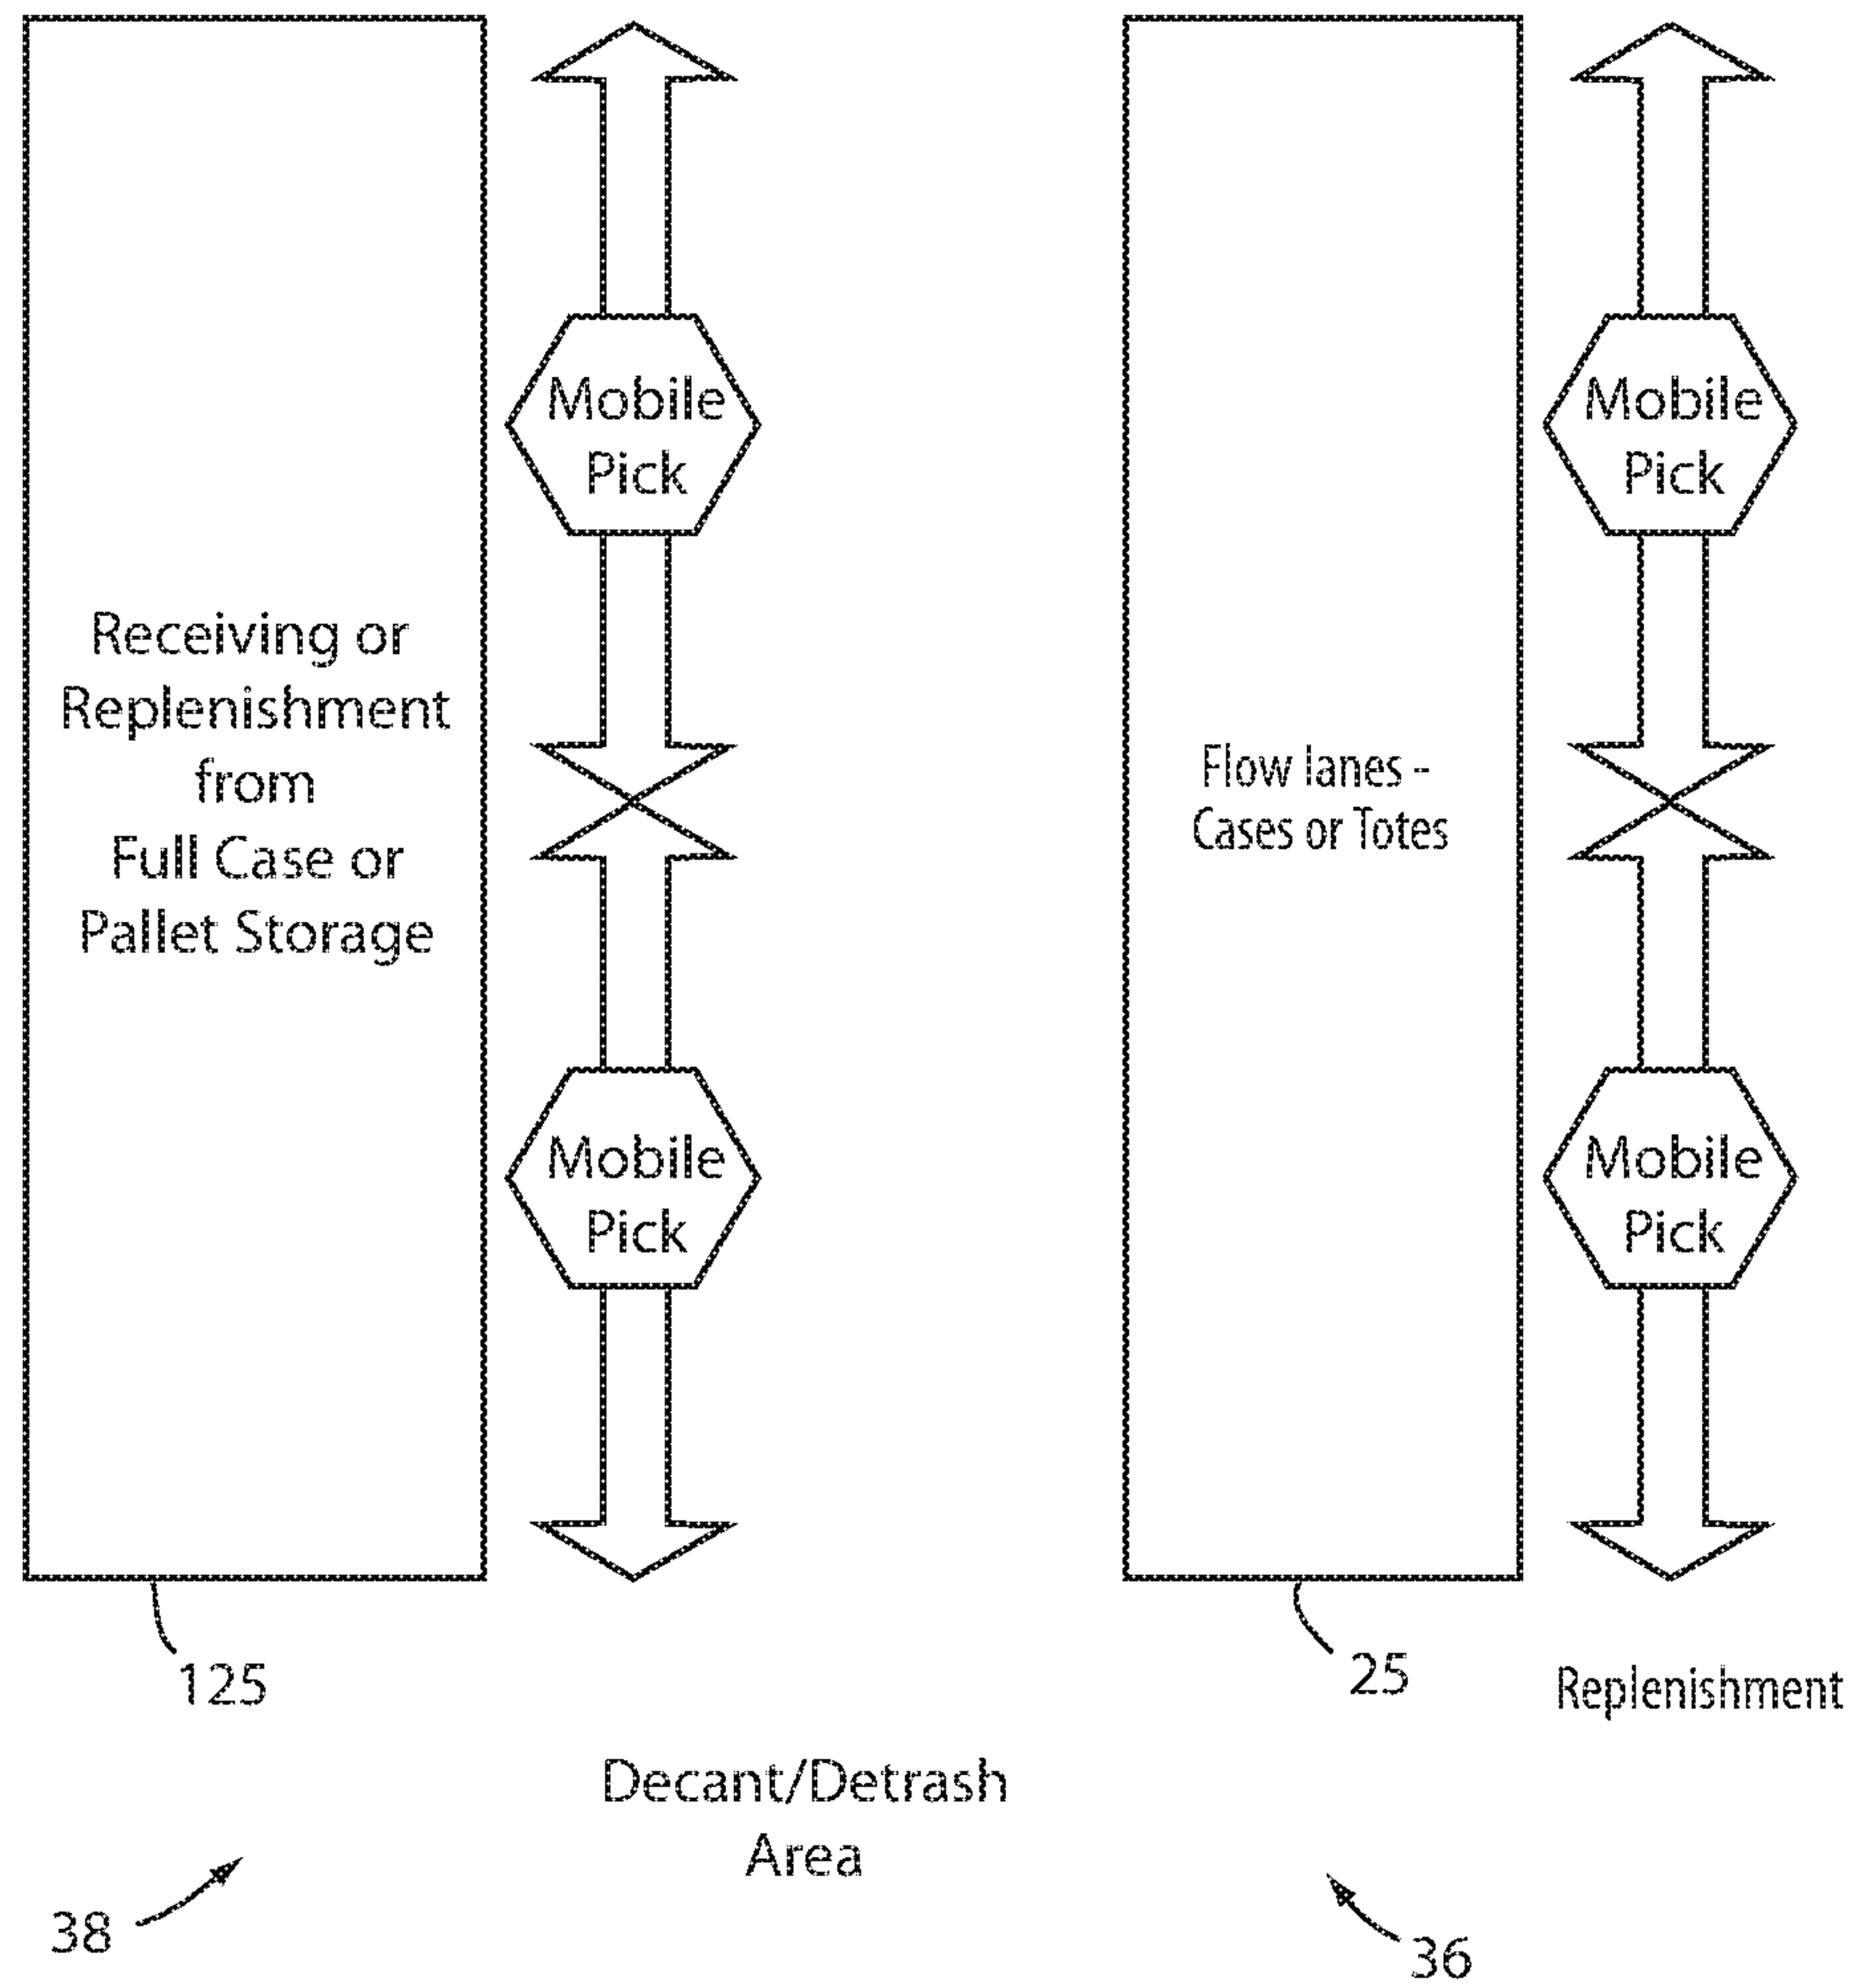 Receiving or
Replenishment
from
Full Case or
Pallet Storage
Mobile
Pick
Mobile
Pick
Flow lanes -
Cases or Totes
Mobile
Pick
Mobile
Pick
125
25
Replenishment
Decant/Detrash
Area
38
36